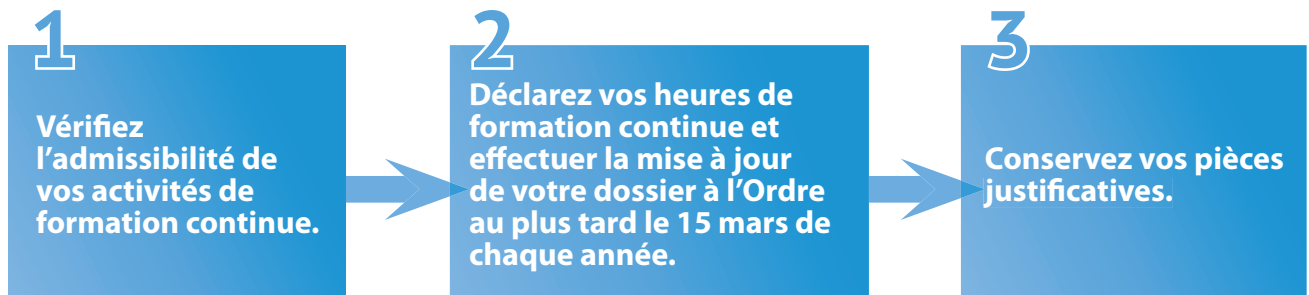 1
Vérifiez
l'admissibilité de
vos activités de
formation continue.
2
Déclarez vos heures de
formation continue et
effectuer la mise à jour
de votre dossier à l'Ordre
au plus tard le 15 mars de
chaque année.
3
Conservez vos pièces
justificatives.